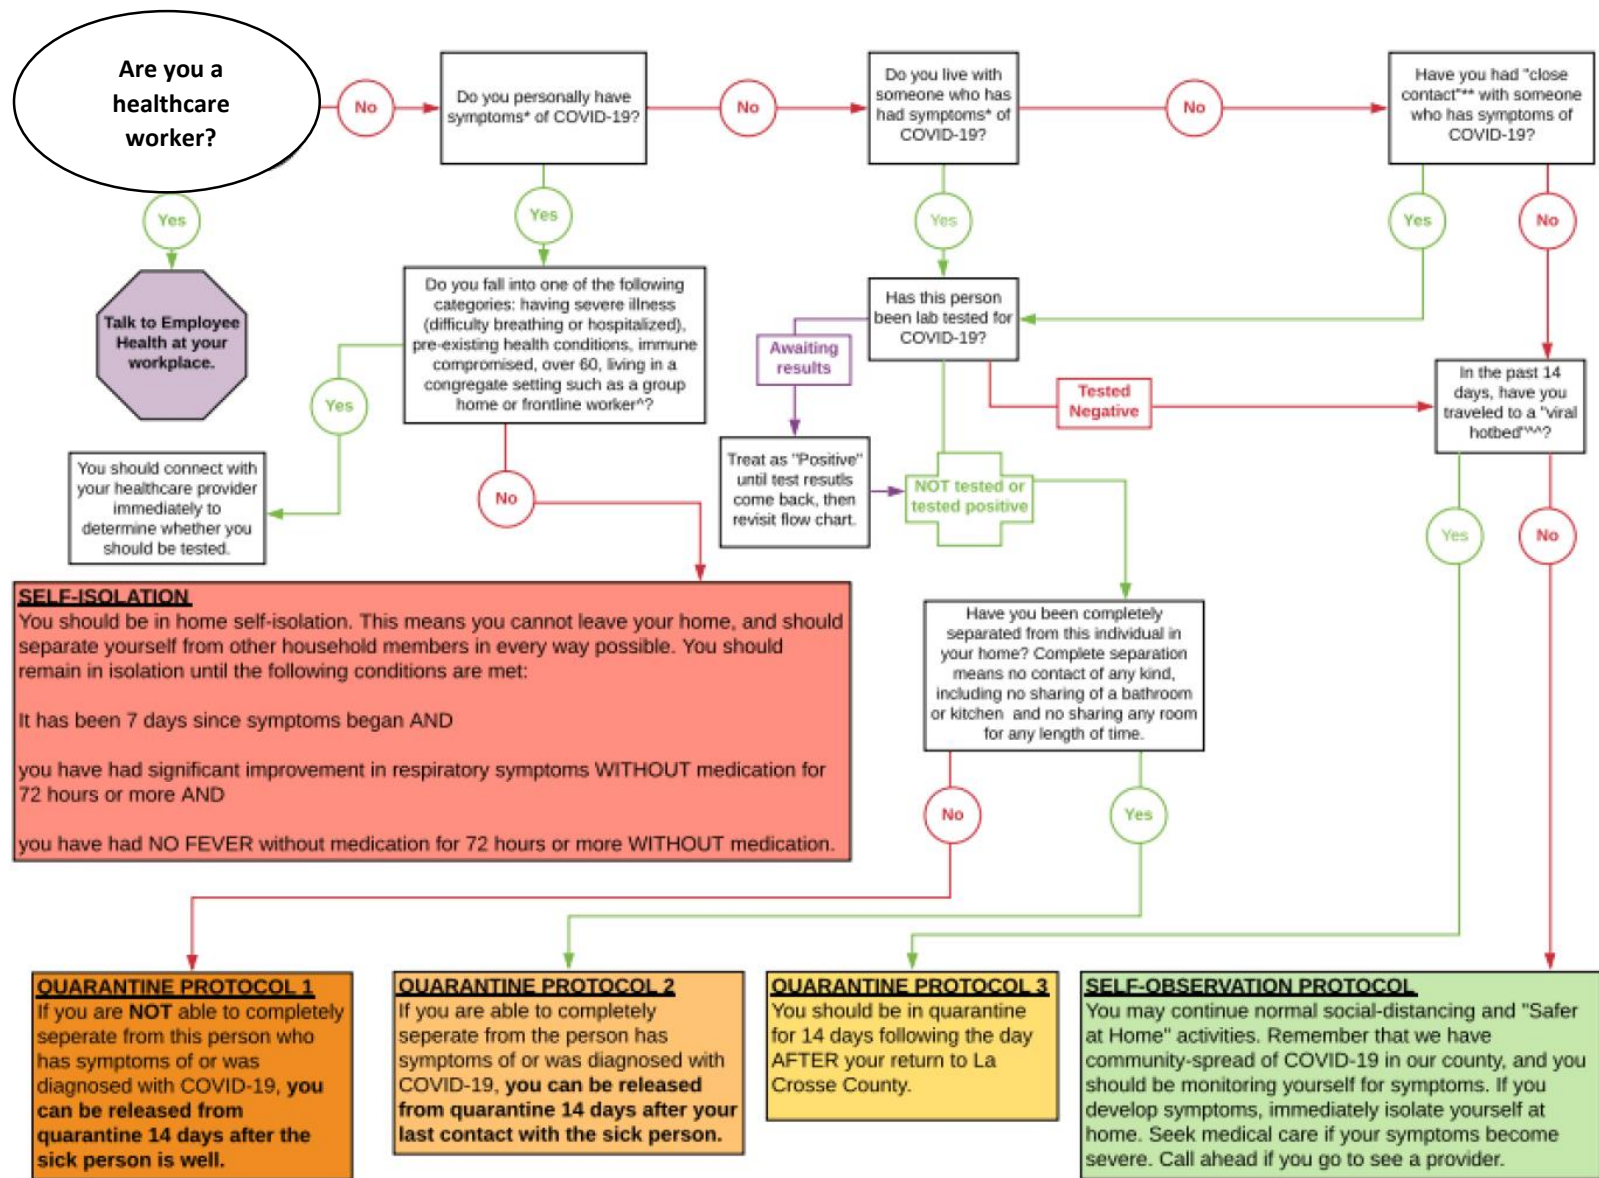 Are you a
healthcare
worker?
No
Do you personally have
symptoms* of COVID-19?
No
Do you live with
someone who has
had symptoms* of
COVID-19?
No
Have you had "close
contact"** with someone
who has symptoms of
COVID-19?
Yes
Yes
Yes
Yes
No
Talk to Employee
Health at your
workplace.
Do you fall into one of the following
categories: having severe illness
(difficulty breathing or hospitalized),
pre-existing health conditions, immune
compromised, over 60, living in a
congregate setting such as a group
home or frontline worker^?
Has this person
been lab tested for
COVID-19?
Awaiting
results
Tested
Negative
In the past 14
days, have you
traveled to a "viral
hotbed"^^?
Yes
No
You should connect with
your healthcare provider
immediately to
determine whether you
should be tested.
Treat as "Positive"
until test resutls
come back, then
revisit flow chart.
NOT tested or
tested positive
Yes
No
SELF-ISOLATION
You should be in home self-isolation. This means you cannot leave your home, and should
separate yourself from other household members in every way possible. You should
remain in isolation until the following conditions are met:
It has been 7 days since symptoms began AND
you have had significant improvement in respiratory symptoms WITHOUT medication for
72 hours or more AND
you have had NO FEVER without medication for 72 hours or more WITHOUT medication.
Have you been completely
separated from this individual in
your home? Complete separation
means no contact of any kind,
including no sharing of a bathroom
or kitchen and no sharing any room
for any length of time.
No
Yes
QUARANTINE PROTOCOL 1
If you are NOT able to completely
seperate from this person who
has symptoms of or was
diagnosed with COVID-19, you
can be released from
quarantine 14 days after the
sick person is well.
QUARANTINE PROTOCOL 2
If you are able to completely
seperate from the person has
symptoms of or was diagnosed with
COVID-19, you can be released
from quarantine 14 days after your
last contact with the sick person.
QUARANTINE PROTOCOL 3
You should be in quarantine
for 14 days following the day
AFTER your return to La
Crosse County.
SELF-OBSERVATION PROTOCOL
You may continue normal social-distancing and "Safer
at Home" activities. Remember that we have
community-spread of COVID-19 in our county, and you
should be monitoring yourself for symptoms. If you
develop symptoms, immediately isolate yourself at
home. Seek medical care if your symptoms become
severe. Call ahead if you go to see a provider.